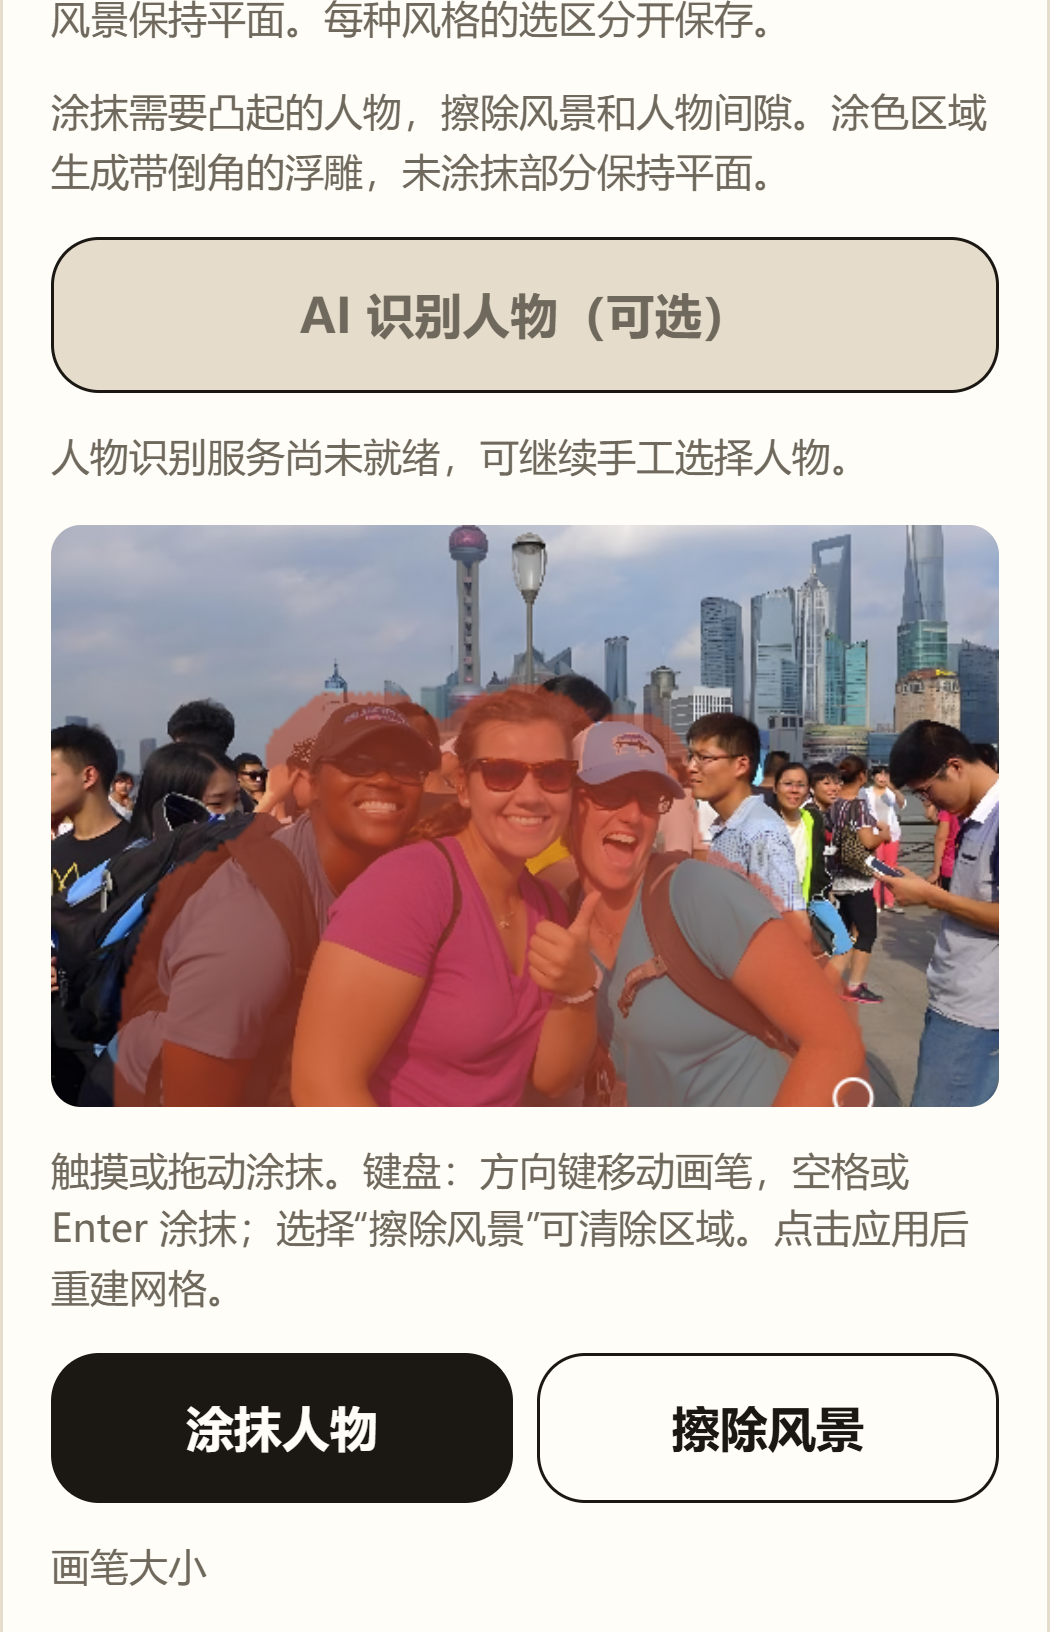 风景保持平面。每种风格的选区分开保存。
涂抹需要凸起的人物，擦除风景和人物间隙。涂色区域
生成带倒角的浮雕，未涂抹部分保持平面。
AI 识别人物（可选）
人物识别服务尚未就绪，可继续手工选择人物。
触摸或拖动涂抹。键盘：方向键移动画笔，空格或
Enter 涂抹；选择“擦除风景”可清除区域。点击应用后
重建网格。
涂抹人物
擦除风景
画笔大小